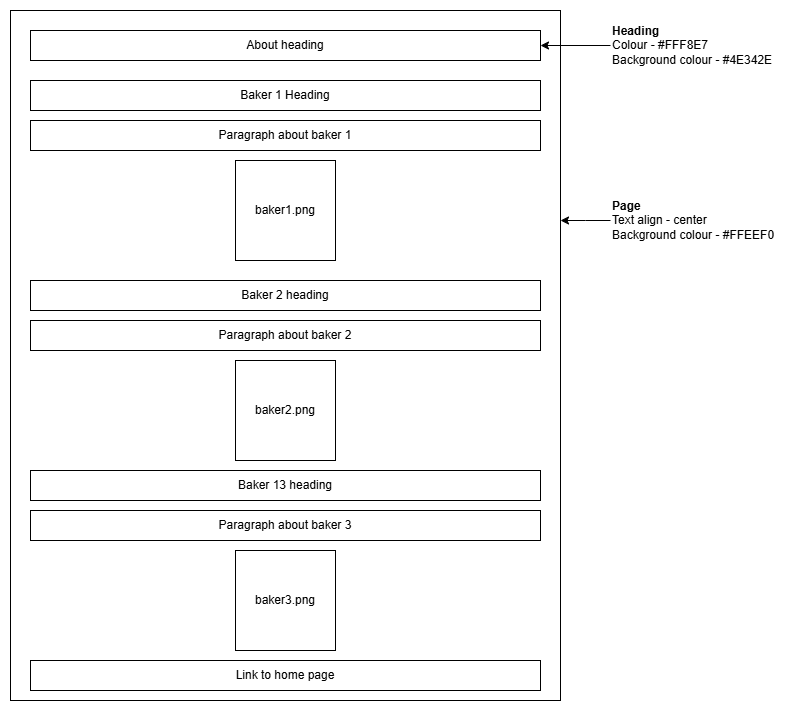 About heading
Heading
Colour - #FFF8E7
Background colour - #4E342E
Baker 1 Heading
Paragraph about baker 1
baker1.png
Page
Text align - center
Background colour - #FFEEF0
Baker 2 heading
Paragraph about baker 2
baker2.png
Baker 13 heading
Paragraph about baker 3
baker3.png
Link to home page